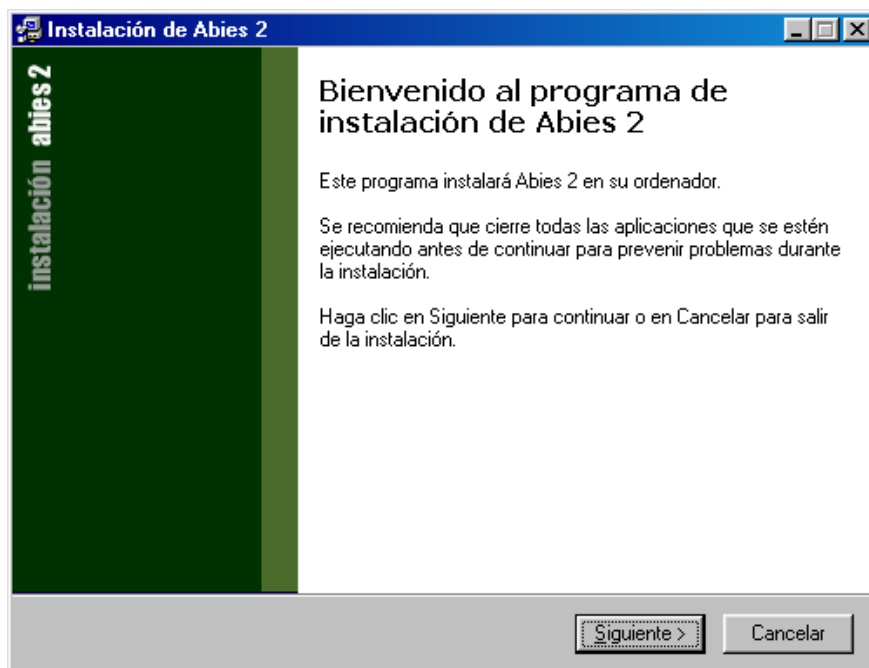 Instalación de Abies 2
instalación abies 2
Bienvenido al programa de
instalación de Abies 2
Este programa instalará Abies 2 en su ordenador.
Se recomienda que cierre todas las aplicaciones que se estén
ejecutando antes de continuar para prevenir problemas durante
la instalación.
Haga clic en Siguiente para continuar o en Cancelar para salir
de la instalación.
Siguiente >
Cancelar